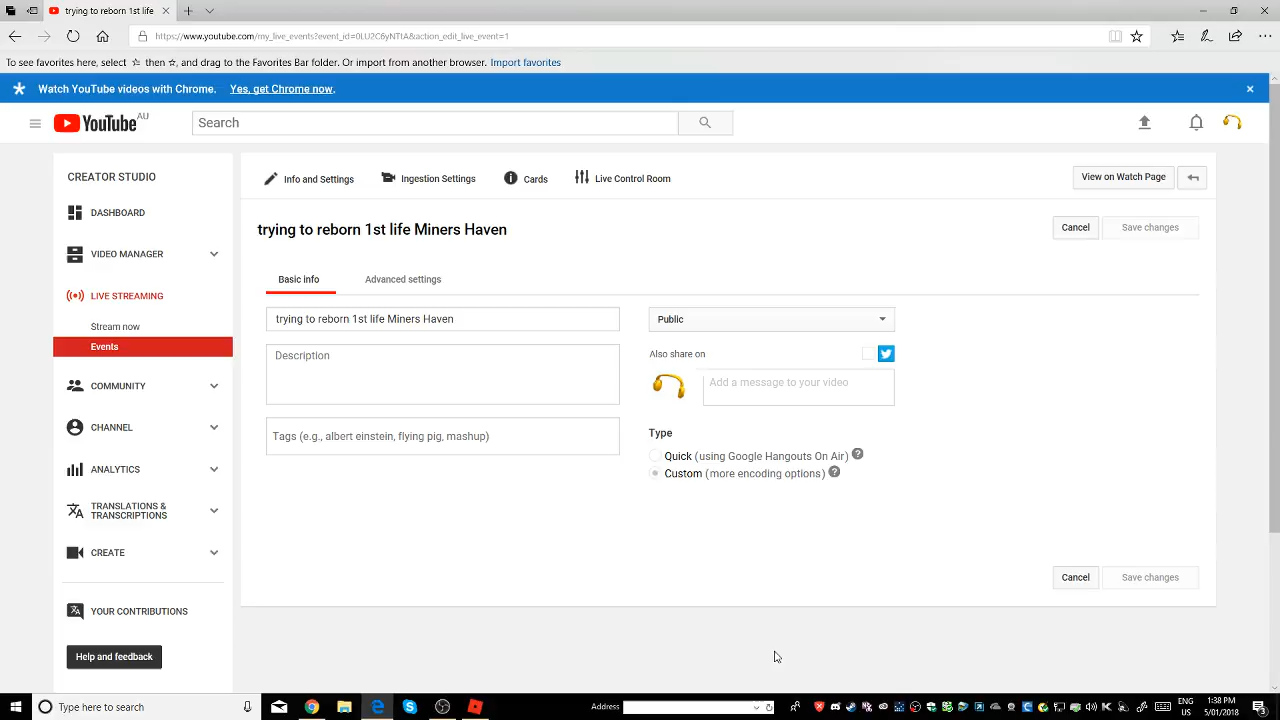 trying to reborn 1st life
https://www.youtube.com/my_live_events?event_id=0LU2C6yNTtA&action_edit_live_event=1
To see favorites here, select ☆ then ☆, and drag to the Favorites Bar folder. Or import from another browser. Import favorites
Watch YouTube videos with Chrome. Yes, get Chrome now.
YouTube AU
Search
CREATOR STUDIO
DASHBOARD
VIDEO MANAGER
LIVE STREAMING
Stream now
Events
COMMUNITY
CHANNEL
ANALYTICS
TRANSLATIONS &
TRANSCRIPTIONS
CREATE
YOUR CONTRIBUTIONS
Help and feedback
Info and Settings
Ingestion Settings
Cards
Live Control Room
View on Watch Page
trying to reborn 1st life Miners Haven
Cancel
Save changes
Basic info
Advanced settings
trying to reborn 1st life Miners Haven
Description
Tags (e.g., albert einstein, flying pig, mashup)
Public
Also share on
Add a message to your video
Type
Quick (using Google Hangouts On Air)
Custom (more encoding options)
Cancel
Save changes
Type here to search
Address
ENG
US
1:38 PM
5/01/2018